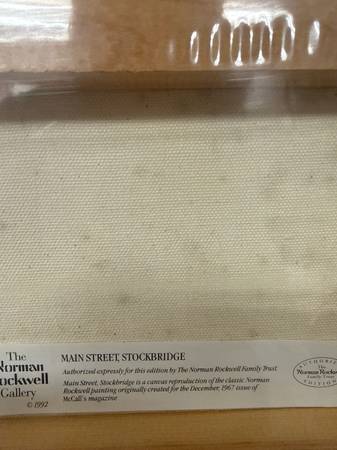 The
Norman
Rockwell
Gallery
© 1992
MAIN STREET, STOCKBRIDGE
Authorized expressly for this edition by The Norman Rockwell Family Trust
Main Street, Stockbridge is a canvas reproduction of the classic Norman
Rockwell painting originally created for the December, 1967 issue of
McCall's magazine
AUTHORIZED
The
Norman Rockwell
Family Trust
EDITION